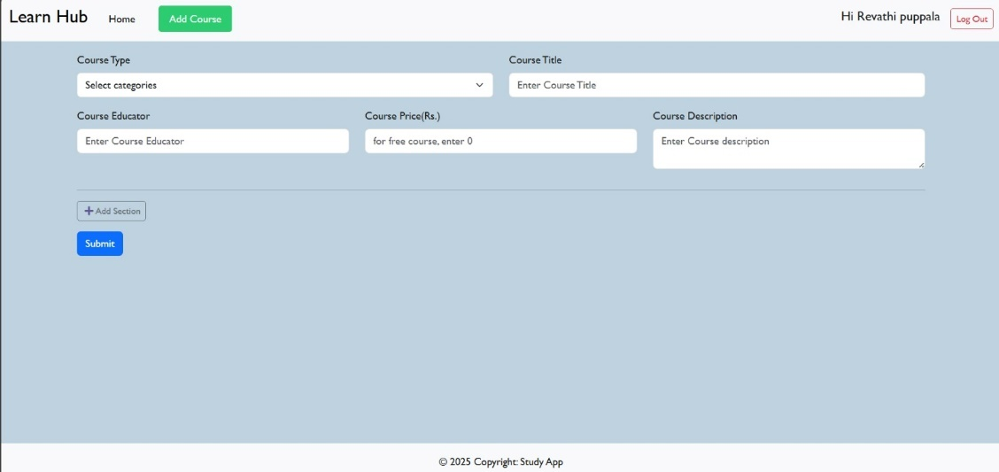 Learn Hub Home Add Course Hi Revathi puppala Log Out
Course Type Course Title
Select categories Enter Course Title
Course Educator Course Price(Rs.) Course Description
Enter Course Educator for free course, enter 0 Enter Course description
Add Section
Submit
© 2025 Copyright: Study App